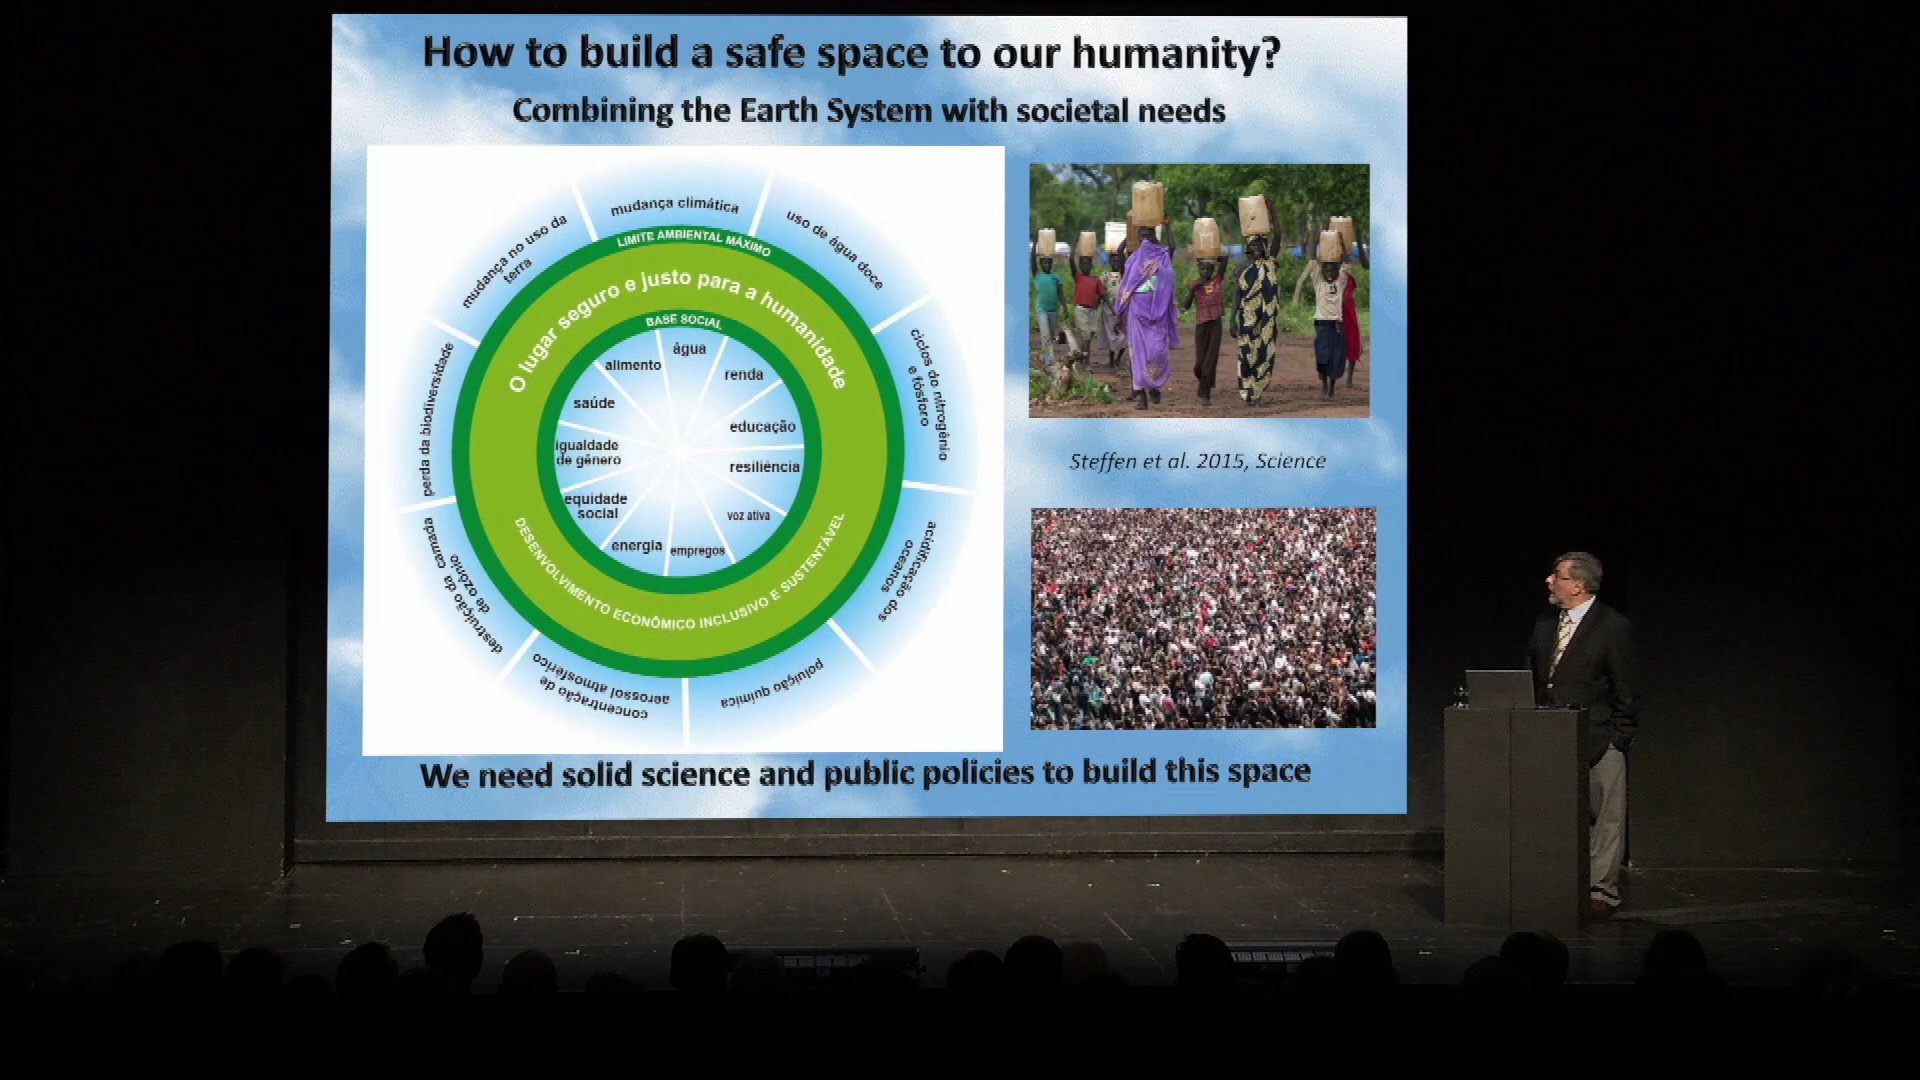 How to build a safe space to our humanity?
Combining the Earth System with societal needs
mudança climática
uso de água doce
ciclos do nitrogênio
e fósforo
acidificação dos
oceanos
poluição química
concentração de
aerossol atmosférico
destruição da camada
de ozônio
perda da biodiversidade
mudança no uso da
terra
LIMITE AMBIENTAL MÁXIMO
O lugar seguro e justo para a humanidade
BASE SOCIAL
água
renda
educação
resiliência
voz ativa
empregos
energia
equidade
social
igualdade
de gênero
saúde
alimento
DESENVOLVIMENTO ECONÔMICO INCLUSIVO E SUSTENTÁVEL
Steffen et al. 2015, Science
We need solid science and public policies to build this space